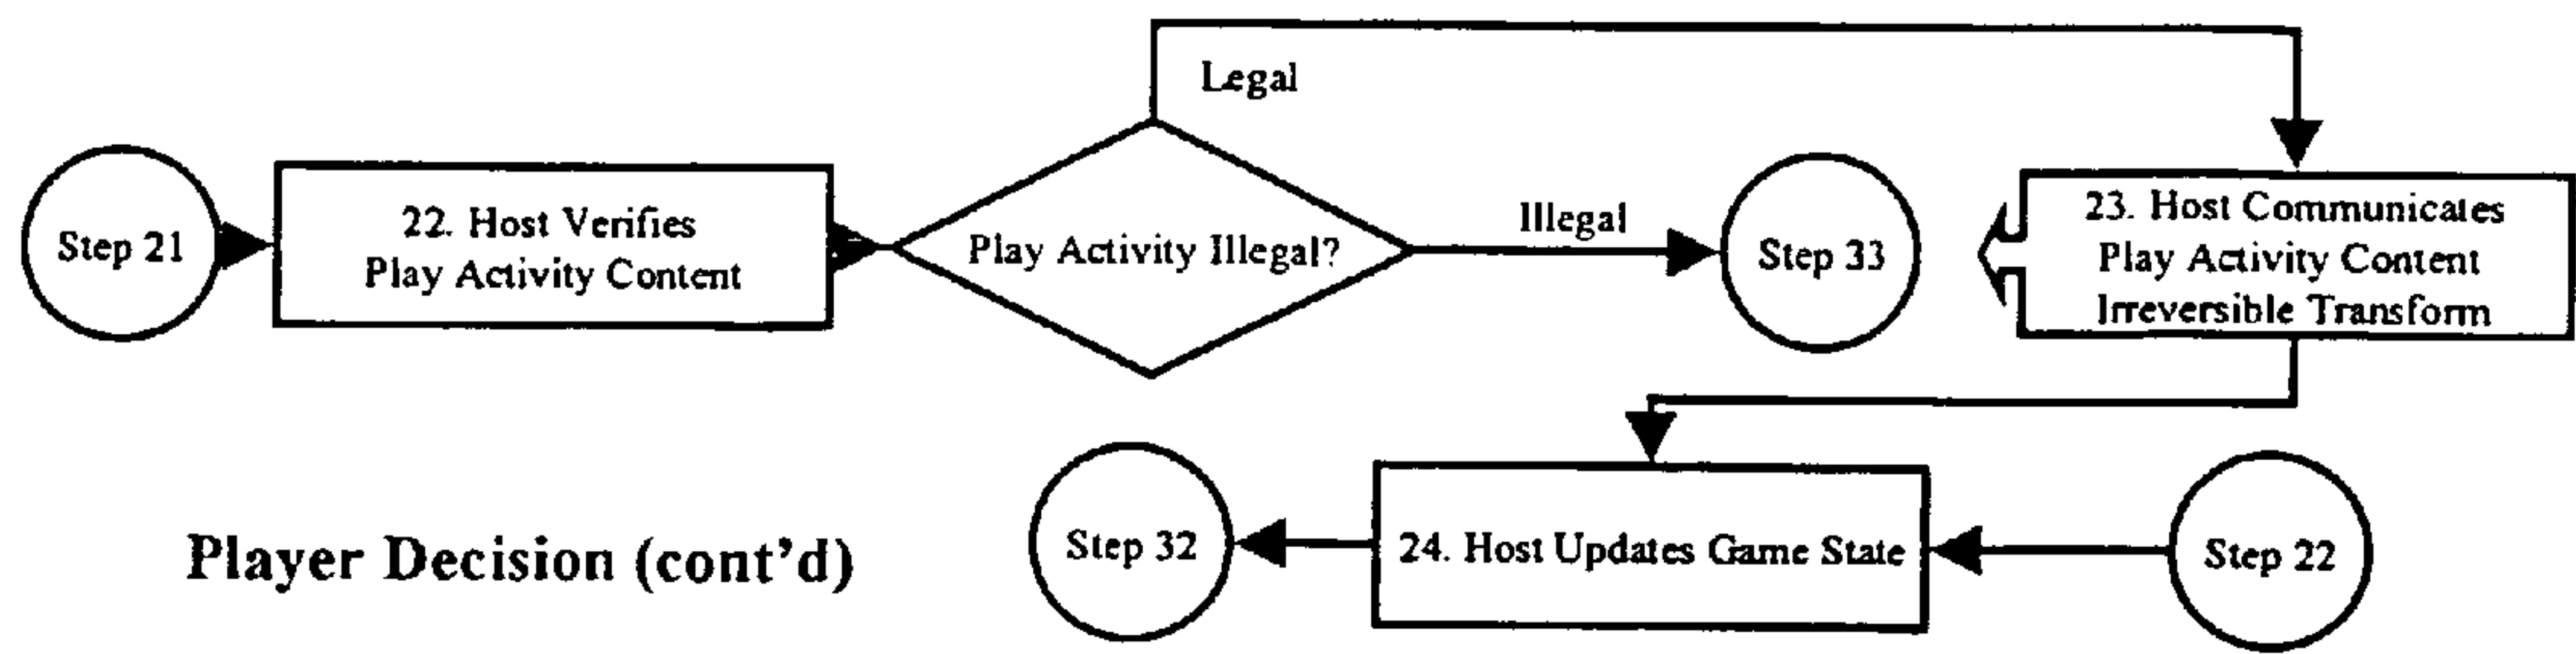 Legal
Step 21
22. Host Verifies
Play Activity Content
Play Activity Illegal?
Illegal
Step 33
23. Host Communicates
Play Activity Content
Irreversible Transform
Player Decision (cont'd)
Step 32
24. Host Updates Game State
Step 22